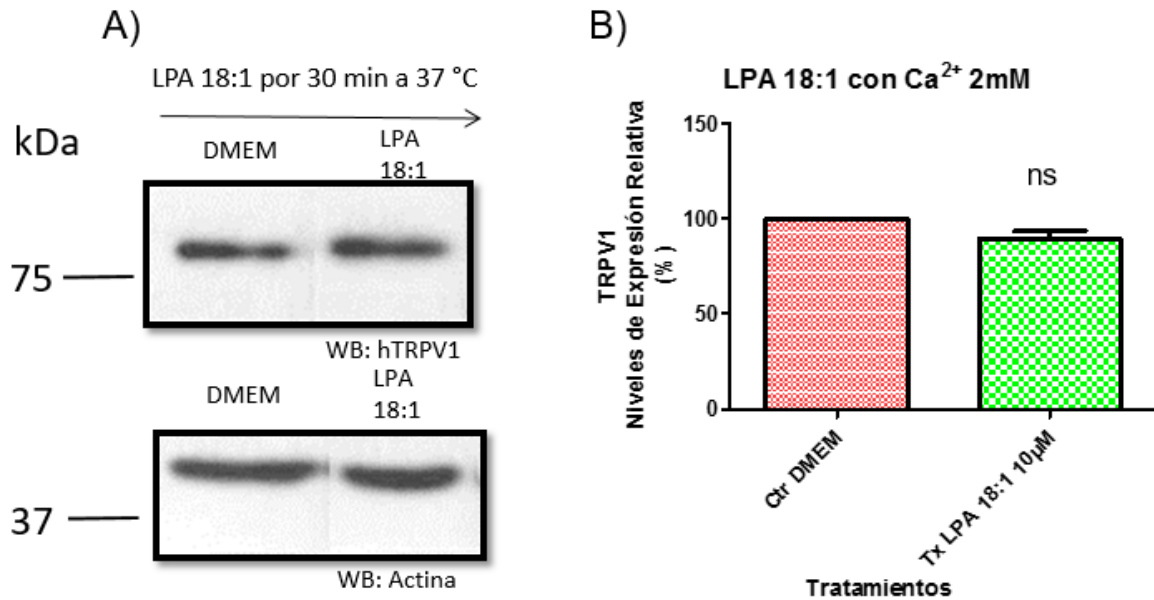 A)
LPA 18:1 por 30 min a 37 °C
kDa
DMEM
LPA
18:1
75
WB: hTRPV1
DMEM
LPA
18:1
37
WB: Actina
B)
LPA 18:1 con Ca²⁺ 2mM
TRPV1
Niveles de Expresión Relativa
(%)
150
100
50
0
ns
Ctr DMEM
Tx LPA 18:1 10µM
Tratamientos